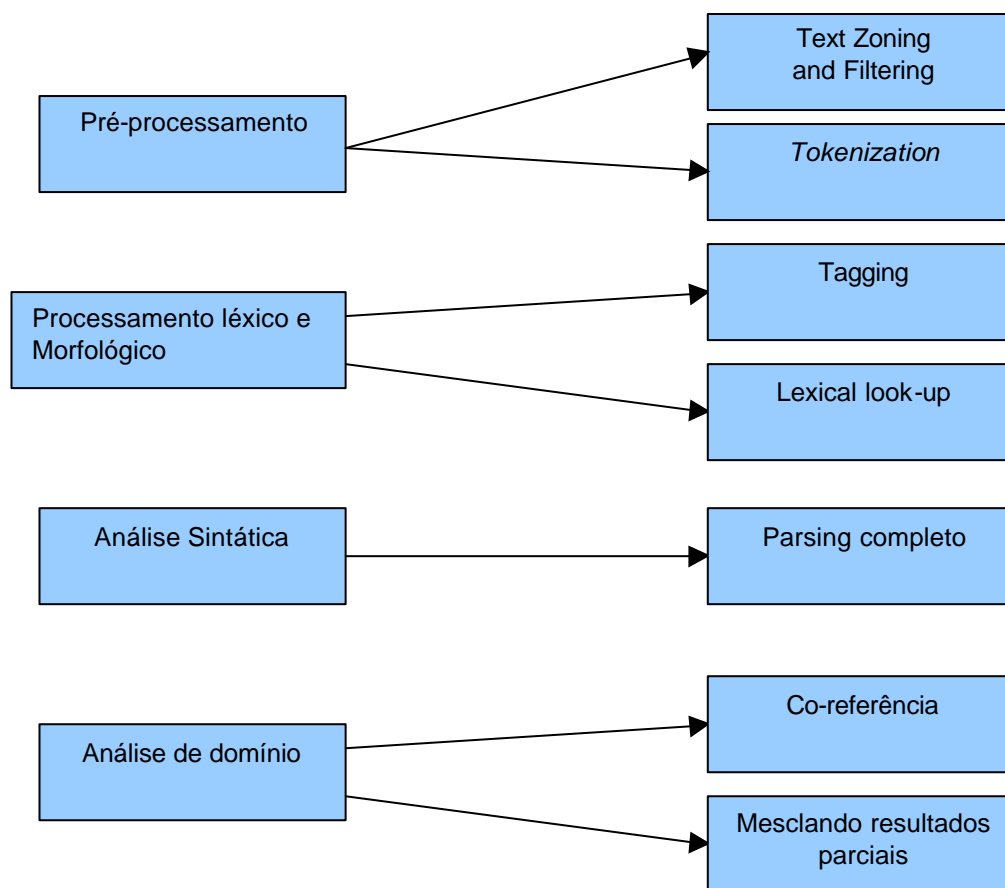 Pré-processamento
Text Zoning
and Filtering
Tokenization
Processamento léxico e
Morfológico
Tagging
Lexical look-up
Análise Sintática
Parsing completo
Análise de domínio
Co-referência
Mesclando resultados
parciais